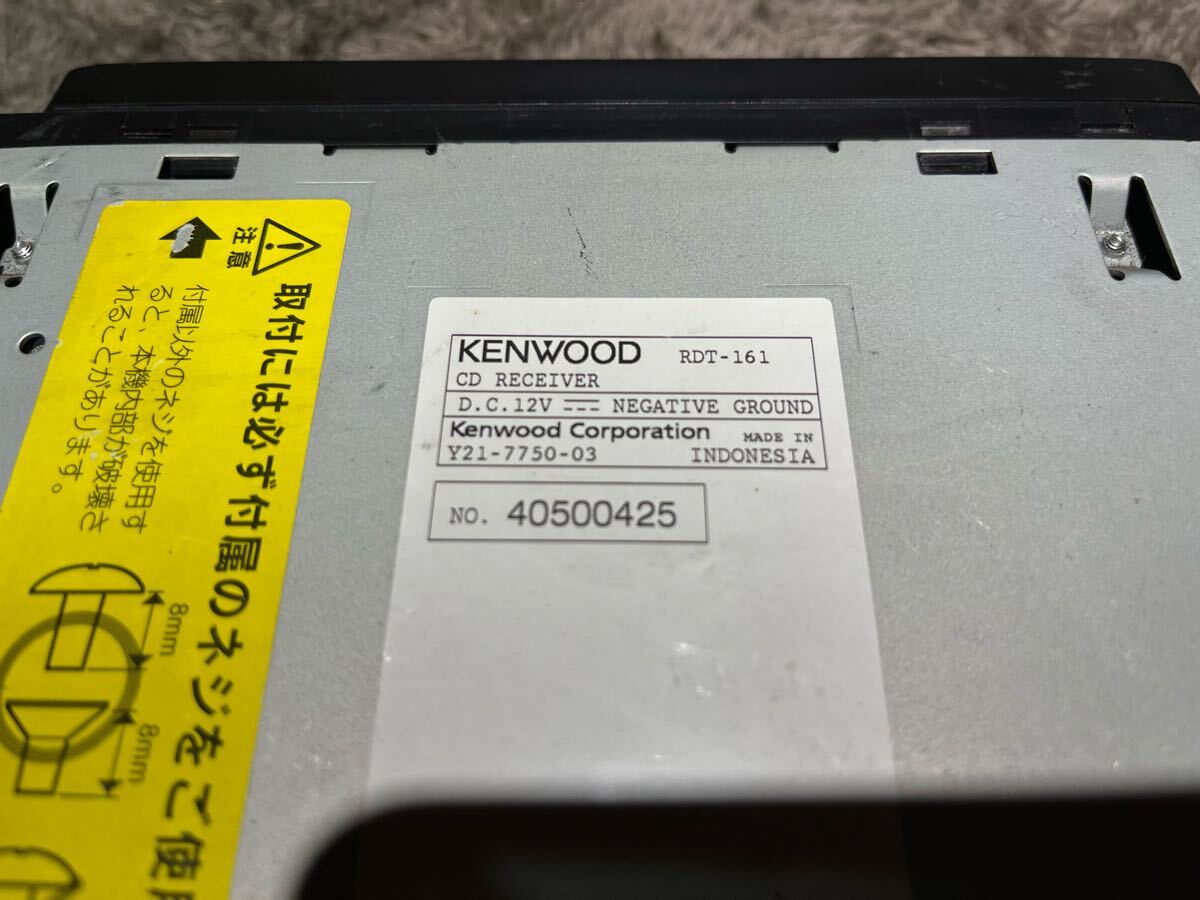 注意
取付には必ず付属のネジをご使用
付属以外のネジを使用す
ると、本機内部が破壊さ
れることがあります。
8mm
8mm
KENWOOD RDT-161
CD RECEIVER
D.C.12V NEGATIVE GROUND
Kenwood Corporation MADE IN
Y21-7750-03 INDONESIA
NO. 40500425